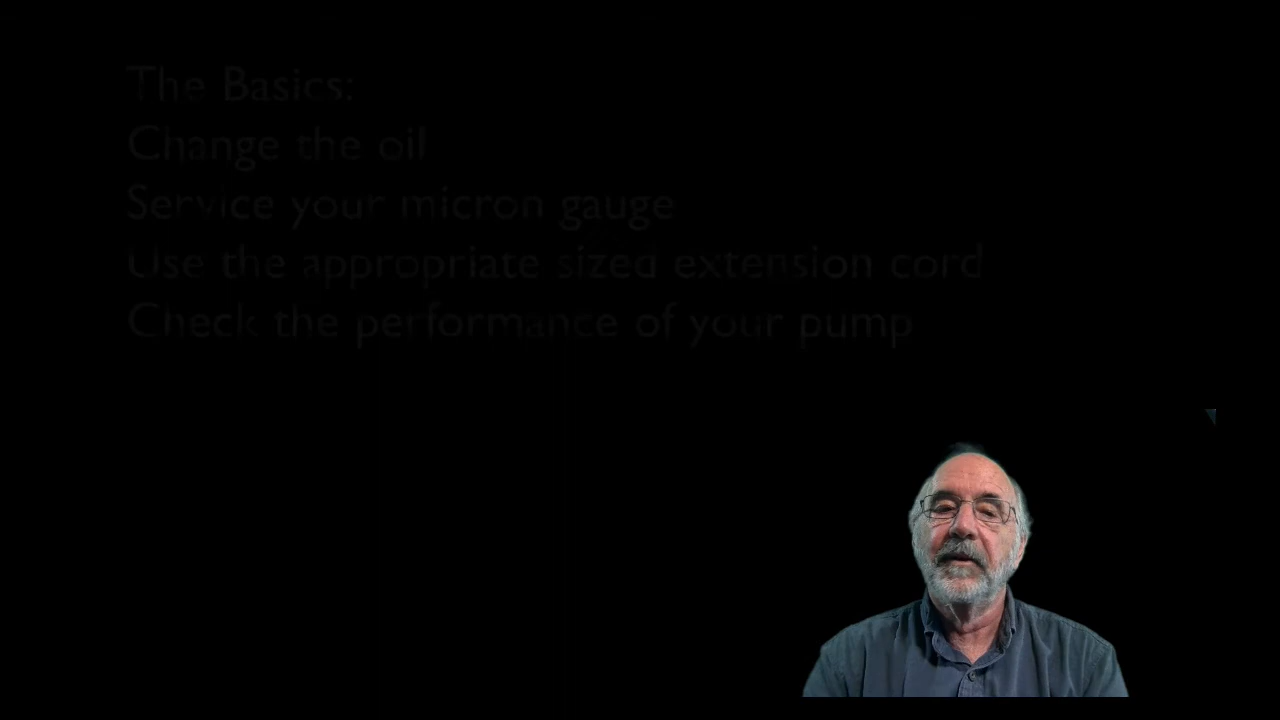 The Basics:
Change the oil
Service your micron gauge
Use the appropriate sized extension cord
Check the performance of your pump